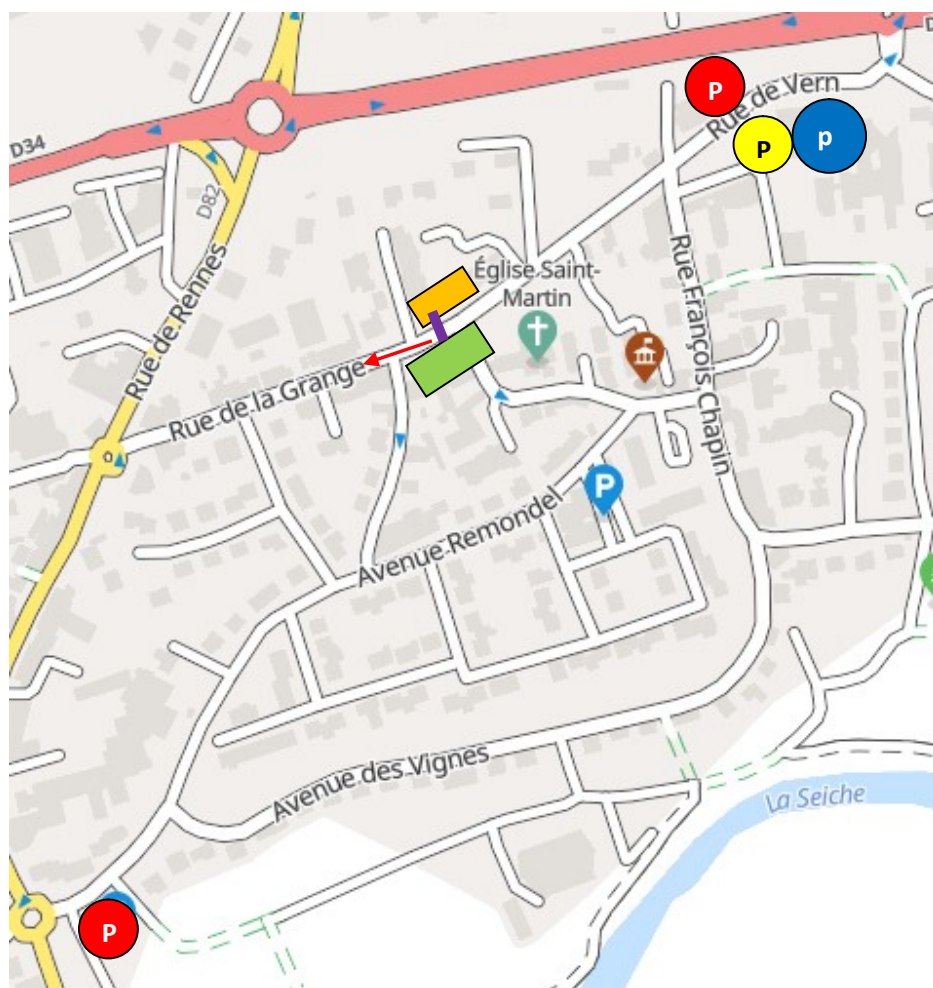 D34
D82
P
Rue de Vern
P
p
Rue de Rennes
Église Saint-
Martin
Rue François Chapin
Rue de la Grange
P
Avenue Remondel
Avenue des Vignes
La Seiche
P